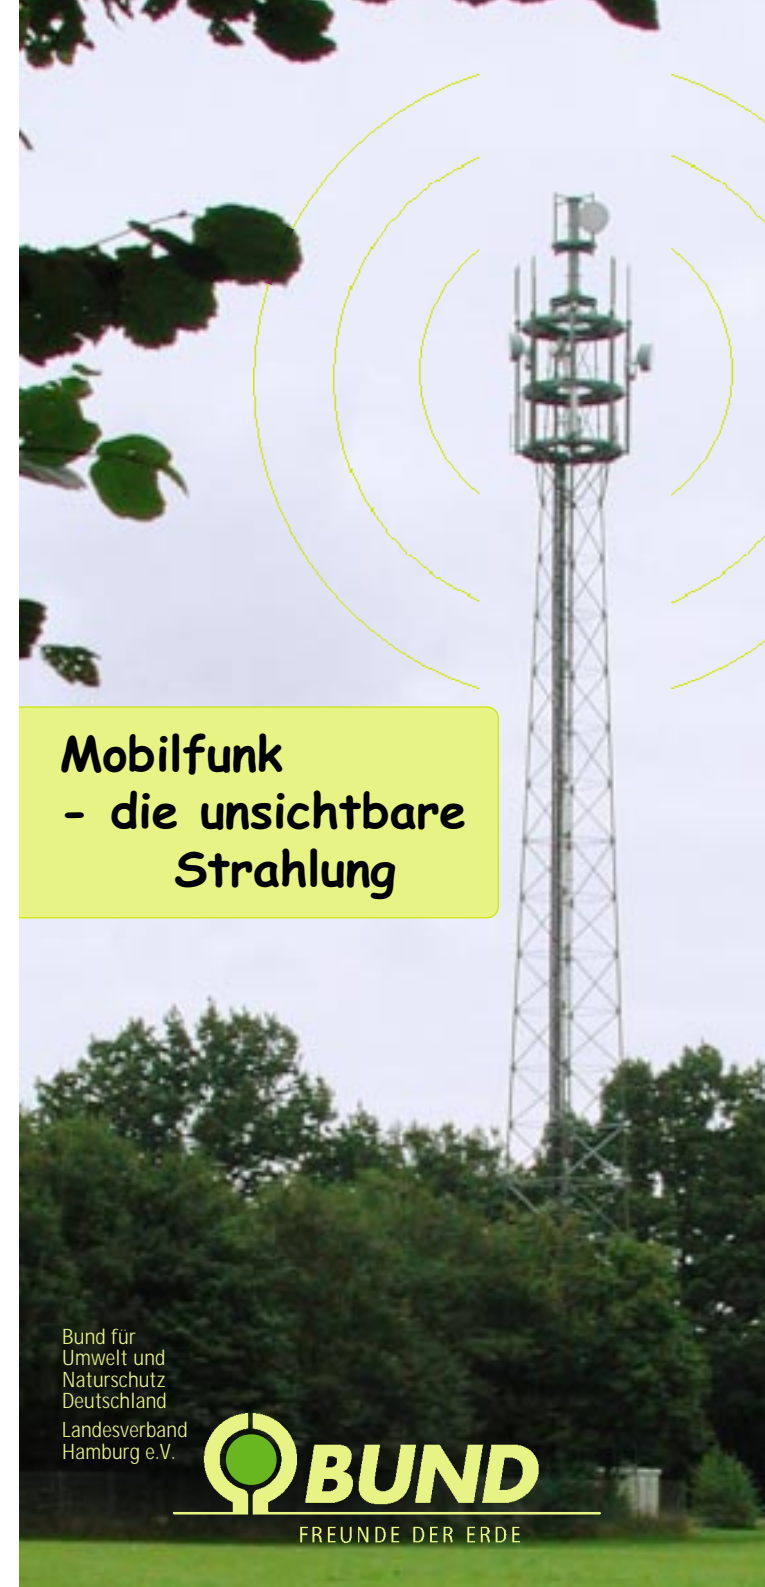 Mobilfunk
- die unsichtbare
Strahlung
Bund für
Umwelt und
Naturschutz
Deutschland
Landesverband
Hamburg e.V.
BUND
FREUNDE DER ERDE